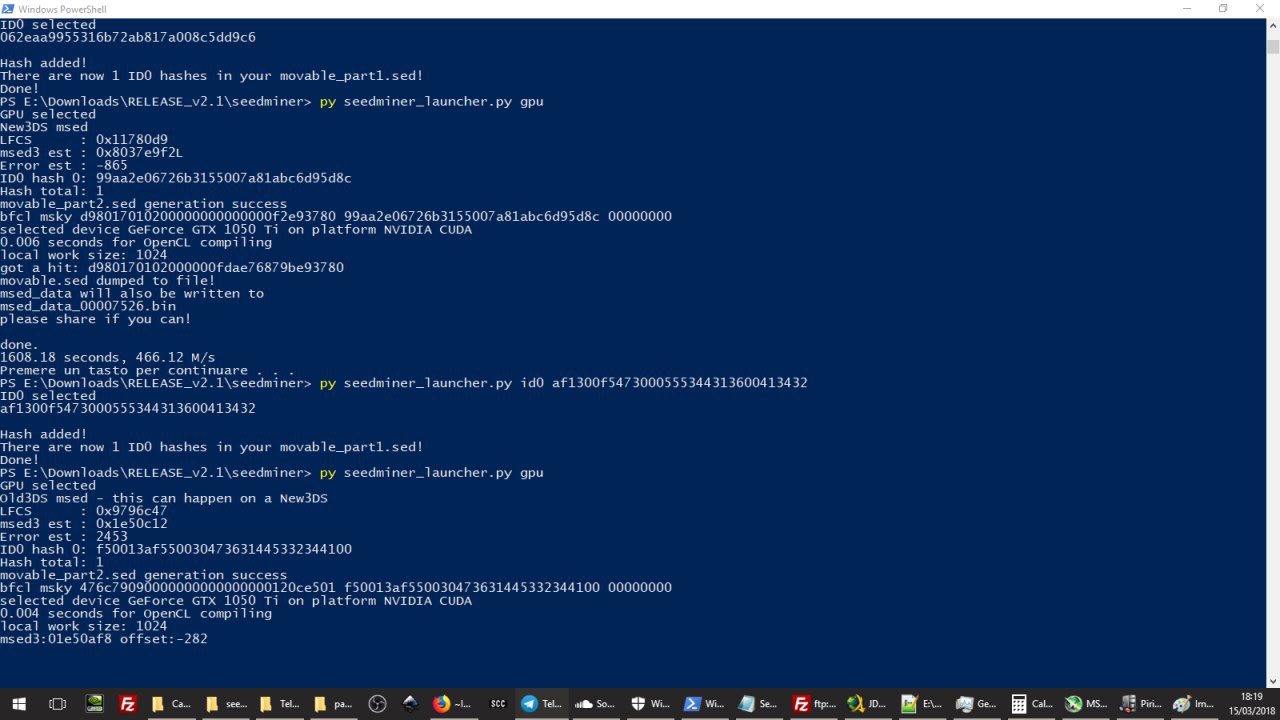 Windows PowerShell
ID0 selected
062eaa9955316b72ab817a008c5dd9c6
Hash added!
There are now 1 ID0 hashes in your movable_part1.sed!
Done!
PS E:\Downloads\RELEASE_v2.1\seedminer> py seedminer_launcher.py gpu
GPU selected
New3DS msed
LFCS : 0x11780d9
msed3 est : 0x8037e9f2L
Error est : -865
ID0 hash 0: 99aa2e06726b3155007a81abc6d95d8c
Hash total: 1
movable_part2.sed generation success
bfcl msky d98017010200000000000000f2e93780 99aa2e06726b3155007a81abc6d95d8c 00000000
selected device GeForce GTX 1050 Ti on platform NVIDIA CUDA
0.006 seconds for OpenCL compiling
local work size: 1024
got a hit: d980170102000000fdae76879be93780
movable.sed dumped to file!
msed_data will also be written to
msed_data_00007526.bin
please share if you can!
done.
1608.18 seconds, 466.12 M/s
Premere un tasto per continuare . . .
PS E:\Downloads\RELEASE_v2.1\seedminer> py seedminer_launcher.py id0 af1300f5473000555344313600413432
ID0 selected
af1300f5473000555344313600413432
Hash added!
There are now 1 ID0 hashes in your movable_part1.sed!
Done!
PS E:\Downloads\RELEASE_v2.1\seedminer> py seedminer_launcher.py gpu
GPU selected
Old3DS msed - this can happen on a New3DS
LFCS : 0x9796c47
msed3 est : 0x1e50c12
Error est : 2453
ID0 hash 0: f50013af550030473631445332344100
Hash total: 1
movable_part2.sed generation success
bfcl msky 476c79090000000000000000120ce501 f50013af550030473631445332344100 00000000
selected device GeForce GTX 1050 Ti on platform NVIDIA CUDA
0.004 seconds for OpenCL compiling
local work size: 1024
msed3:01e50af8 offset:-282
Ca... see... Tel... pa... ~I... SCC Tel... So... Wi... Wi... Se... ftp:... JD... E:\... Ge... Cal... MS... Piri... Im...
18:19
15/03/2018